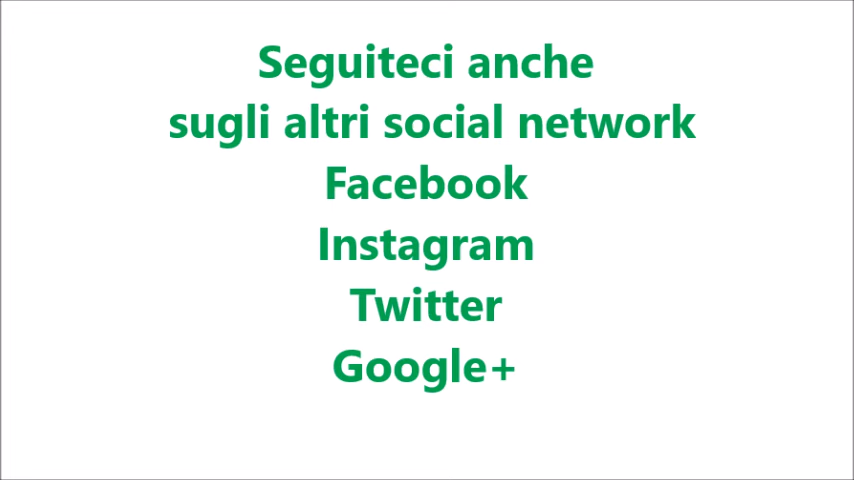 Seguiteci anche
sugli altri social network
Facebook
Instagram
Twitter
Google+